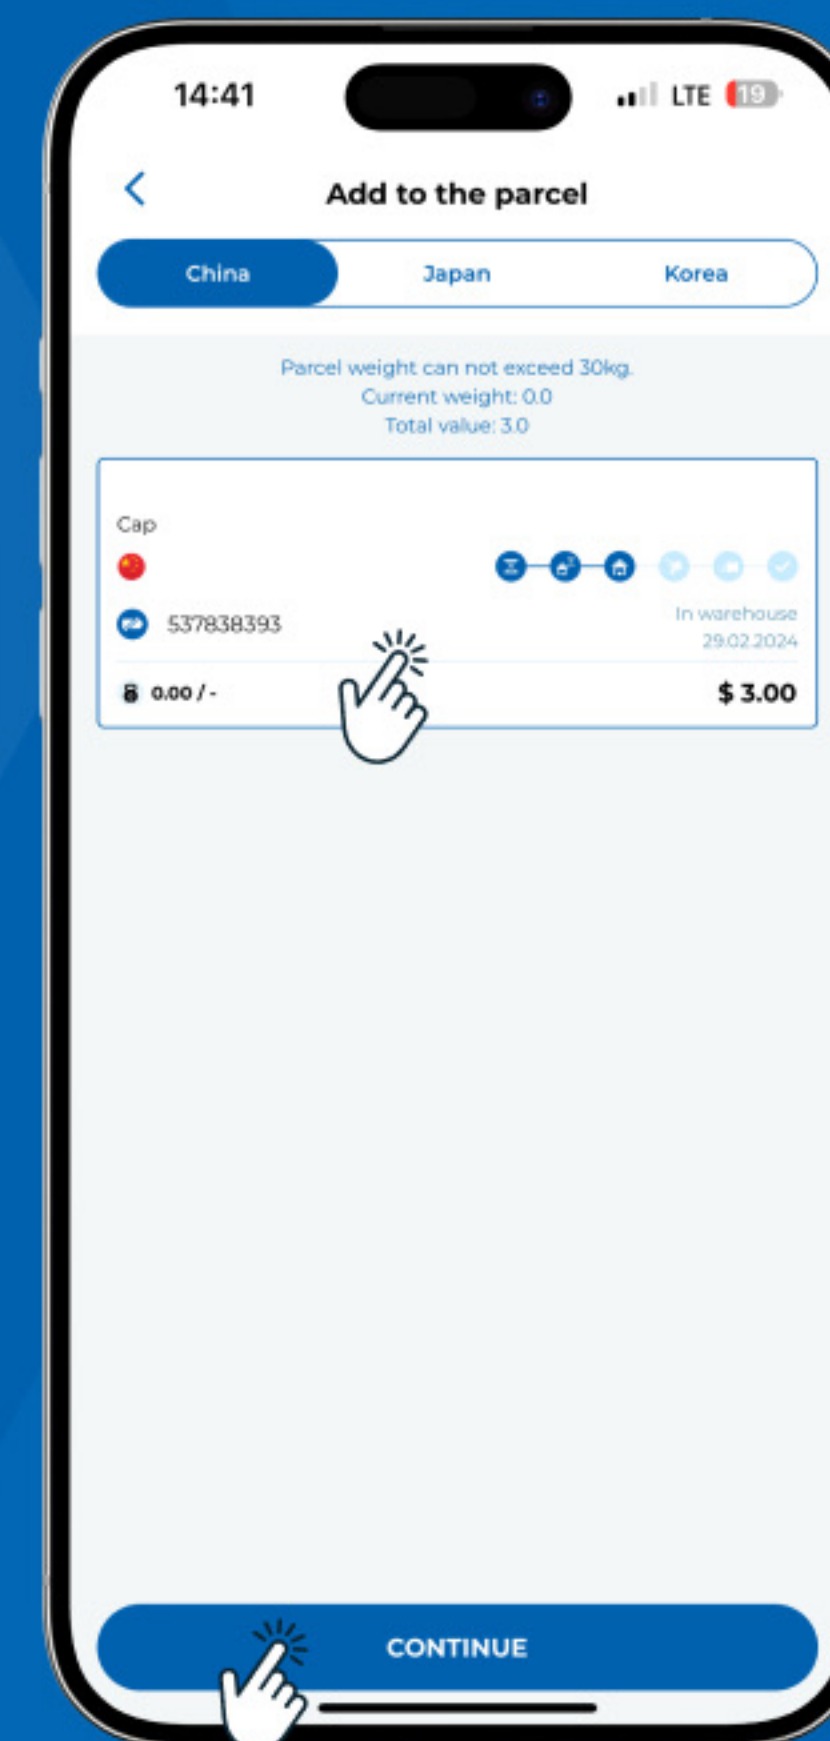 14:41
LTE 19
Add to the parcel
China Japan Korea
Parcel weight can not exceed 30kg.
Current weight: 0.0
Total value: 3.0
Cap
537838393
In warehouse
29.02.2024
0.00 / -
$ 3.00
CONTINUE